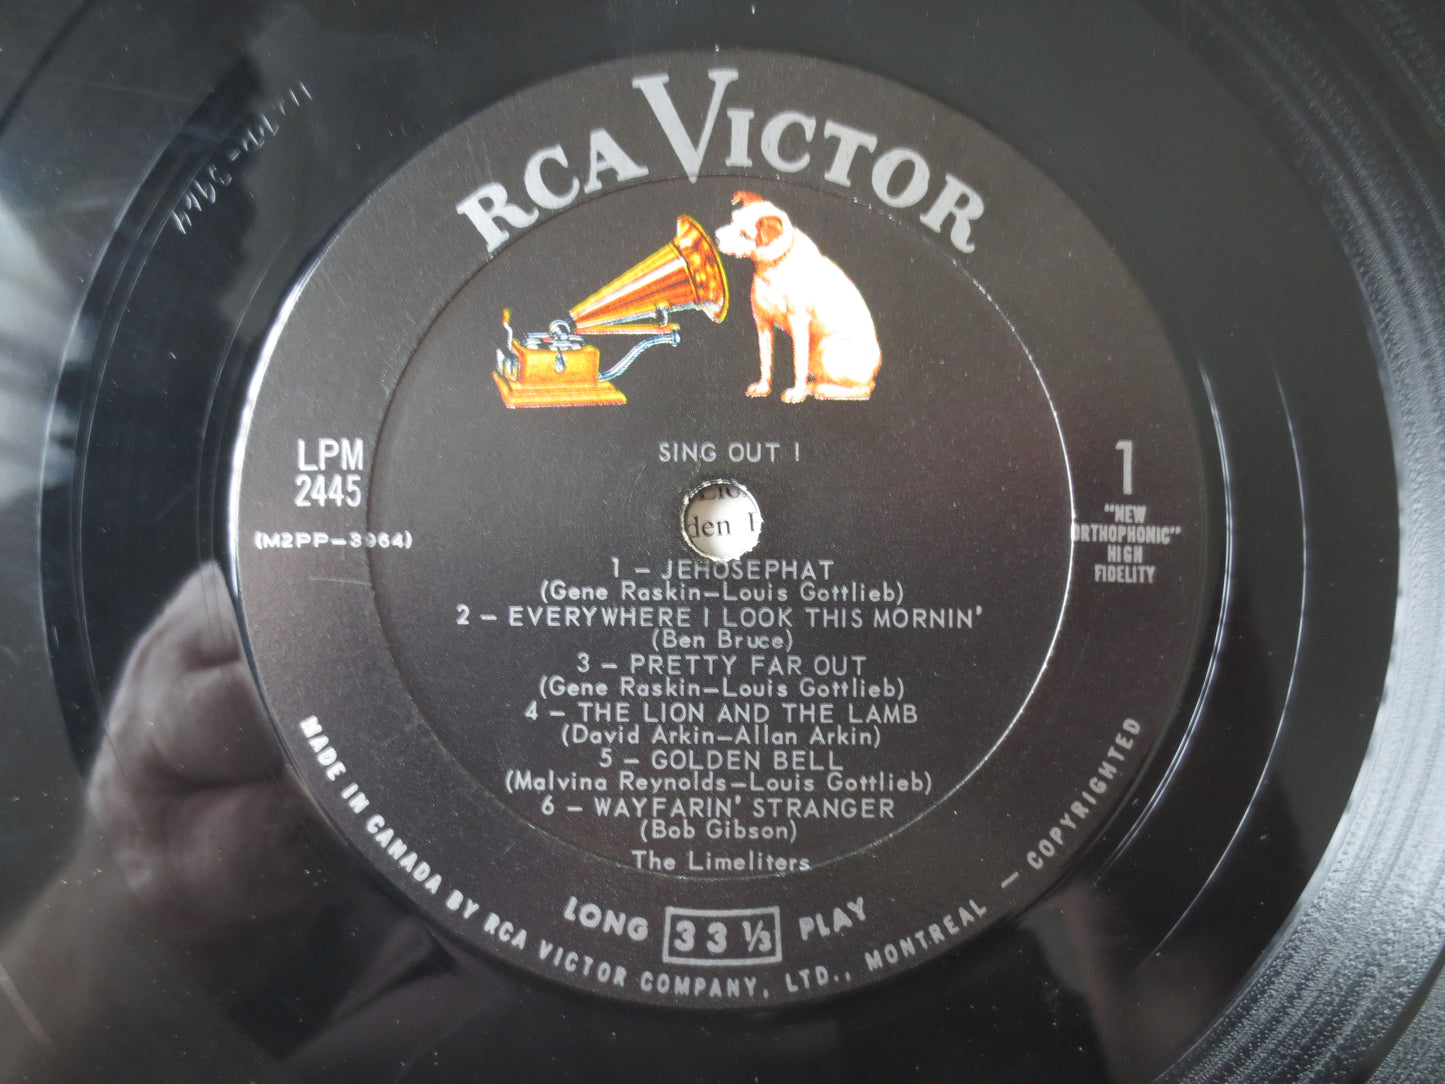 RCA VICTOR
SING OUT !
LPM
2445
(M2PP-3964)
1
"NEW
ORTHOPHONIC"
HIGH
FIDELITY
den
1 - JEHOSEPHAT
(Gene Raskin-Louis Gottlieb)
2 - EVERYWHERE I LOOK THIS MORNIN'
(Ben Bruce)
3 - PRETTY FAR OUT
(Gene Raskin-Louis Gottlieb)
4 - THE LION AND THE LAMB
(David Arkin-Allan Arkin)
5 - GOLDEN BELL
(Malvina Reynolds-Louis Gottlieb)
6 - WAYFARIN' STRANGER
(Bob Gibson)
The Limeliters
LONG 33 1/3 PLAY
MADE IN CANADA BY RCA VICTOR COMPANY, LTD., MONTREAL - COPYRIGHTED